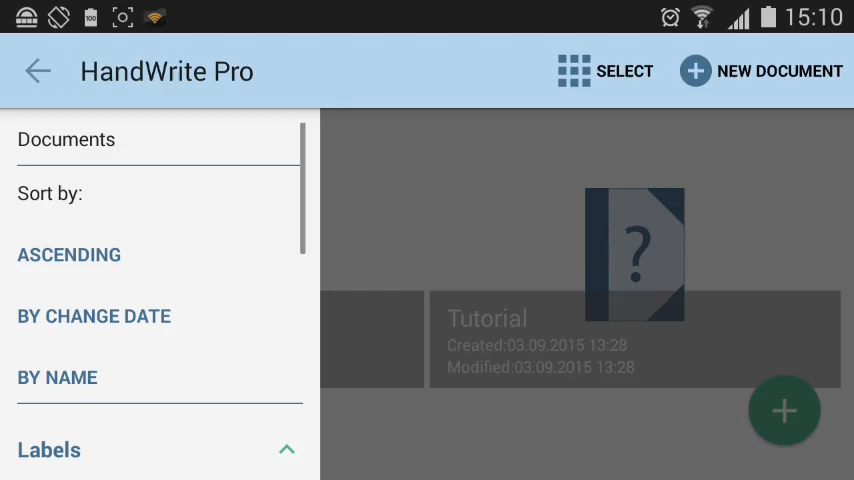 100
15:10
HandWrite Pro
SELECT
NEW DOCUMENT
Documents
Sort by:
ASCENDING
BY CHANGE DATE
BY NAME
Labels
?
Tutorial
Created:03.09.2015 13:28
Modified:03.09.2015 13:28